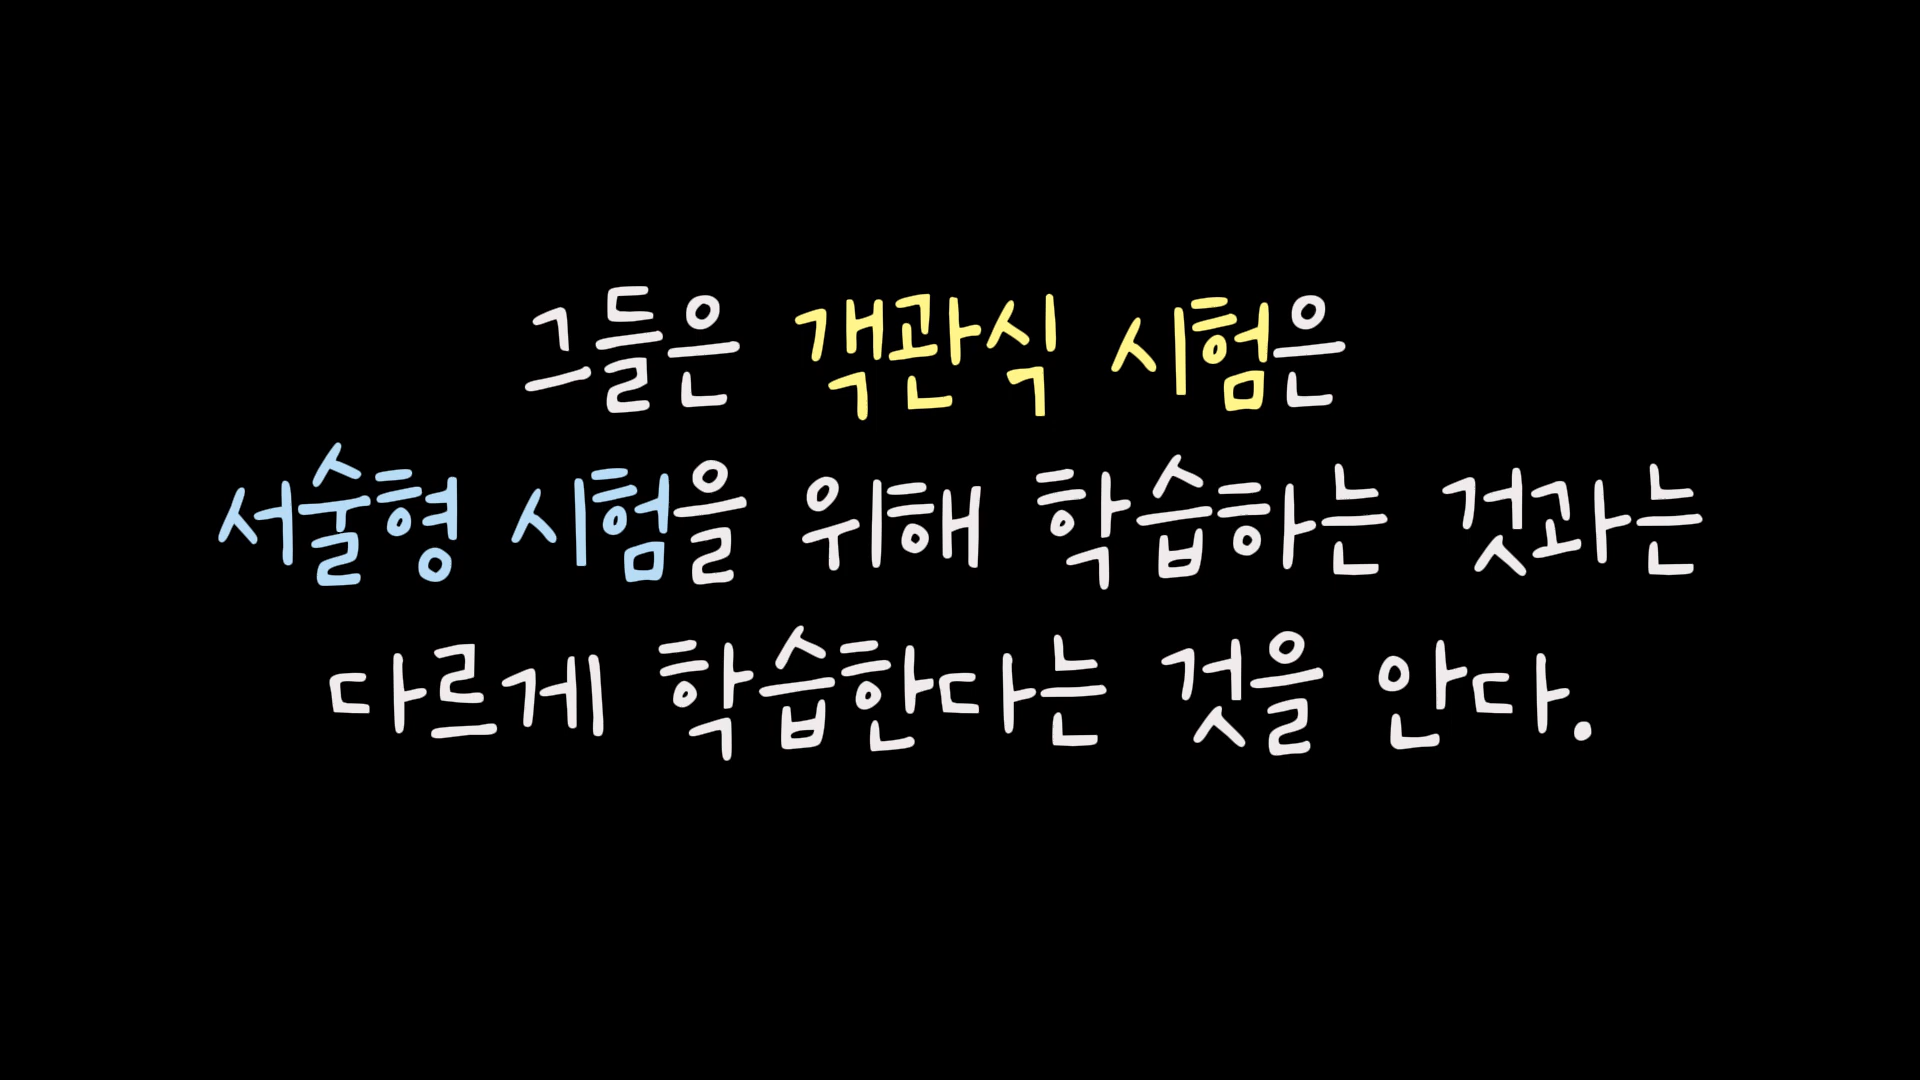 그들은 객관식 시험은
서술형 시험을 위해 학습하는 것과는
다르게 학습한다는 것을 안다.